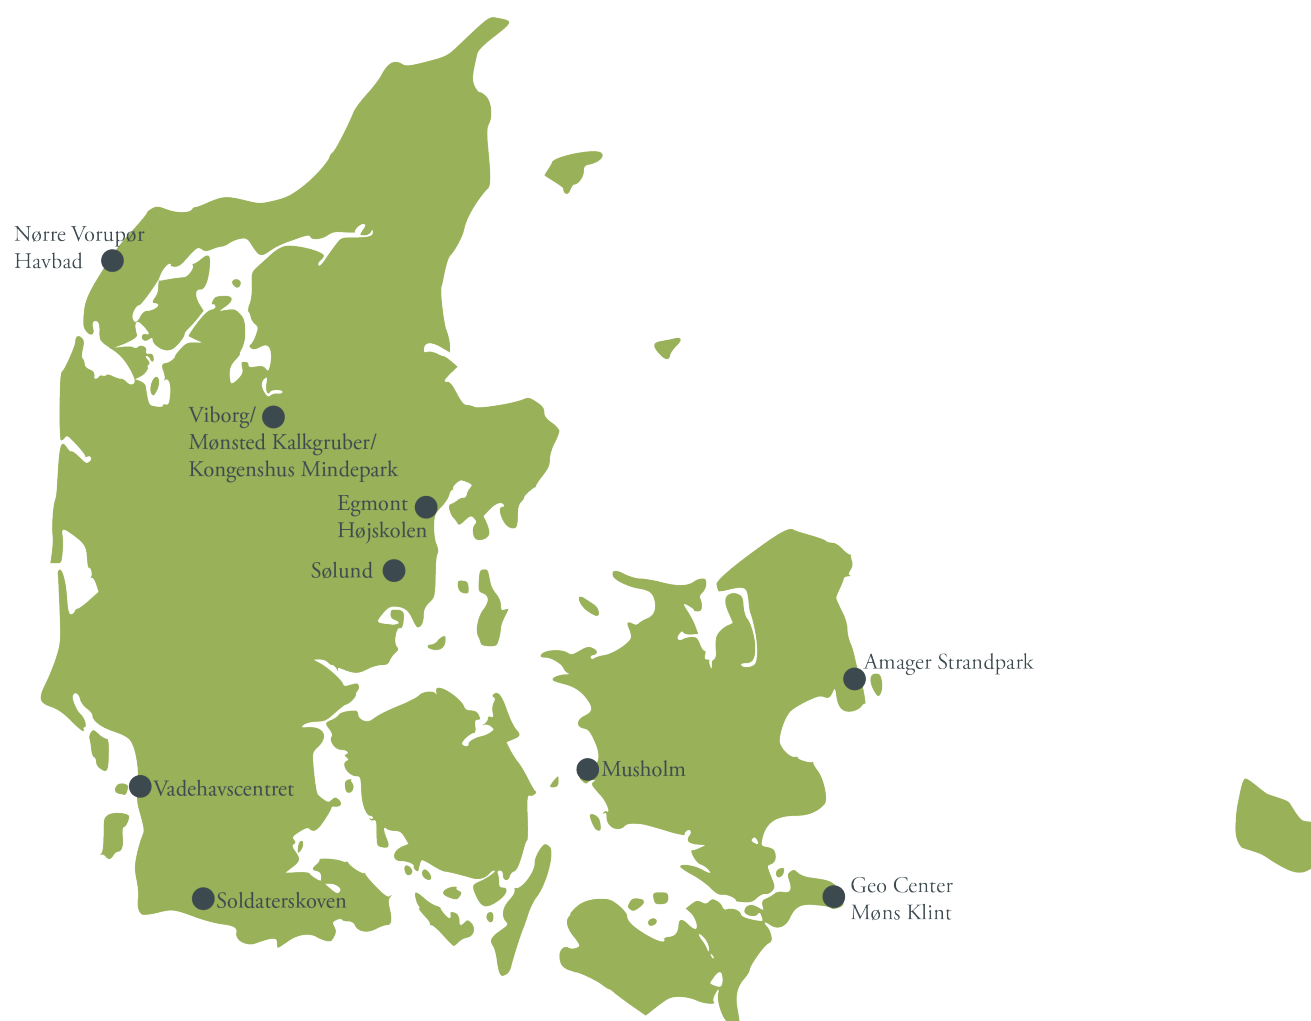 Nørre Vorupør
Havbad
Viborg/
Mønsted Kalkgruber/
Kongenshus Mindepark
Egmont
Højskolen
Sølund
Amager Strandpark
Musholm
Vadehavscentret
Geo Center
Møns Klint
Soldaterskoven